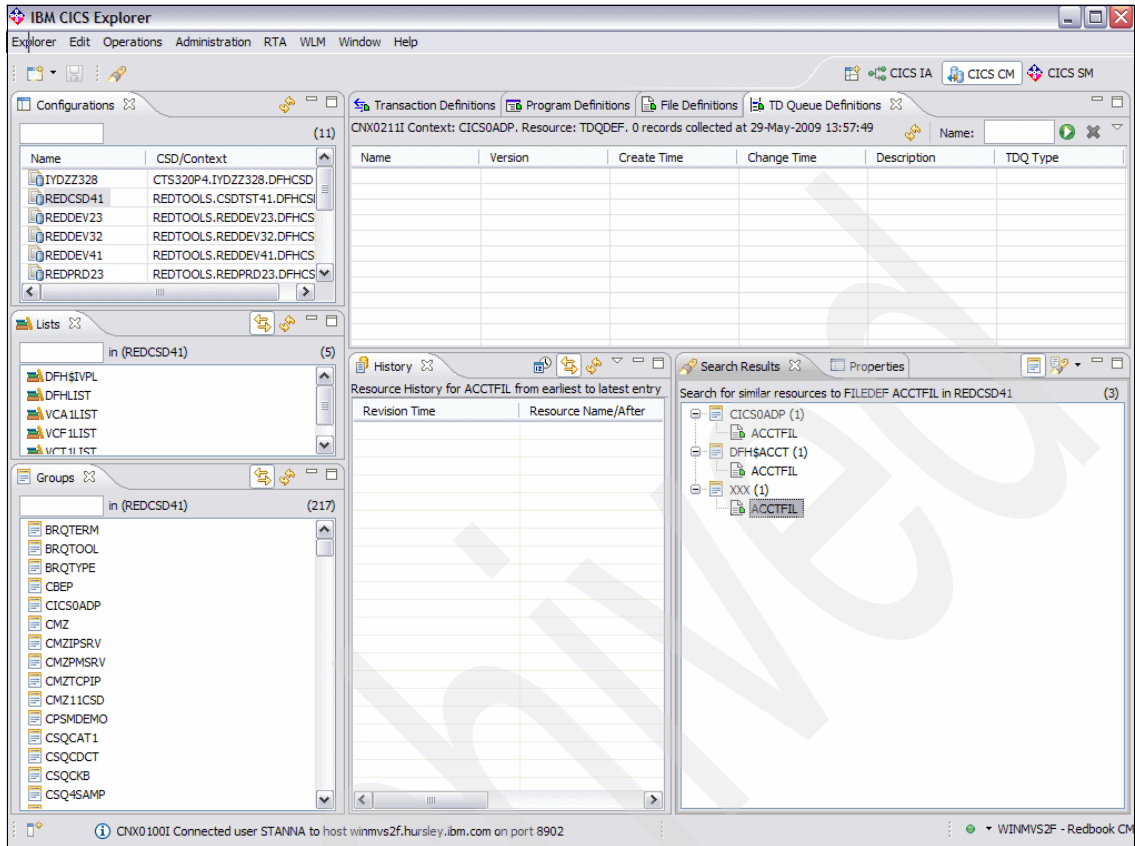 IBM CICS Explorer
Explorer Edit Operations Administration RTA WLM Window Help
CICS IA CICS CM CICS SM
Configurations
(11)
Name CSD/Context
IYDZZ328 CTS320P4.IYDZZ328.DFHCSD
REDCSD41 REDTOOLS.CSDTST41.DFHCS
REDDEV23 REDTOOLS.REDDEV23.DFHCS
REDDEV32 REDTOOLS.REDDEV32.DFHCS
REDDEV41 REDTOOLS.REDDEV41.DFHCS
REDPRD23 REDTOOLS.REDPRD23.DFHCS
Lists
in (REDCSD41) (5)
DFH$IVPL
DFHLIST
VCA1LIST
VCF1LIST
VCT1LIST
Groups
in (REDCSD41) (217)
BRQTERM
BRQTOOL
BRQTYPE
CBEP
CICS0ADP
CMZ
CMZIPSRV
CMZPMSRV
CMZTCPIP
CMZ11CSD
CPSMDEMO
CSQCAT1
CSQCDCT
CSQCKB
CSQ4SAMP
Transaction Definitions Program Definitions File Definitions TD Queue Definitions
CNX0211I Context: CICS0ADP. Resource: TDQDEF. 0 records collected at 29-May-2009 13:57:49 Name:
Name Version Create Time Change Time Description TDQ Type
History
Resource History for ACCTFIL from earliest to latest entry
Revision Time Resource Name/After
Search Results Properties
Search for similar resources to FILEDEF ACCTFIL in REDCSD41 (3)
CICS0ADP (1)
ACCTFIL
DFH$ACCT (1)
ACCTFIL
XXX (1)
ACCTFIL
CNX0100I Connected user STANNA to host winmvs2f.hursley.ibm.com on port 8902
WINMVS2F - Redbook CM
hived